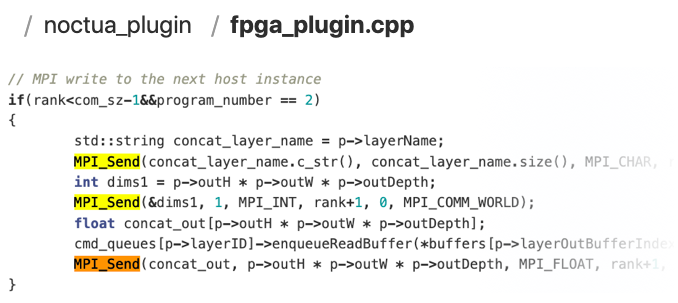 / noctua_plugin / fpga_plugin.cpp
// MPI write to the next host instance
if(rank<com_sz-1&&program_number == 2)
{
std::string concat_layer_name = p->layerName;
MPI_Send(concat_layer_name.c_str(), concat_layer_name.size(), MPI_CHAR,
int dims1 = p->outH * p->outW * p->outDepth;
MPI_Send(&dims1, 1, MPI_INT, rank+1, 0, MPI_COMM_WORLD);
float concat_out[p->outH * p->outW * p->outDepth];
cmd_queues[p->layerID]->enqueueReadBuffer(*buffers[p->layerOutBufferIndex
MPI_Send(concat_out, p->outH * p->outW * p->outDepth, MPI_FLOAT, rank+1,
}